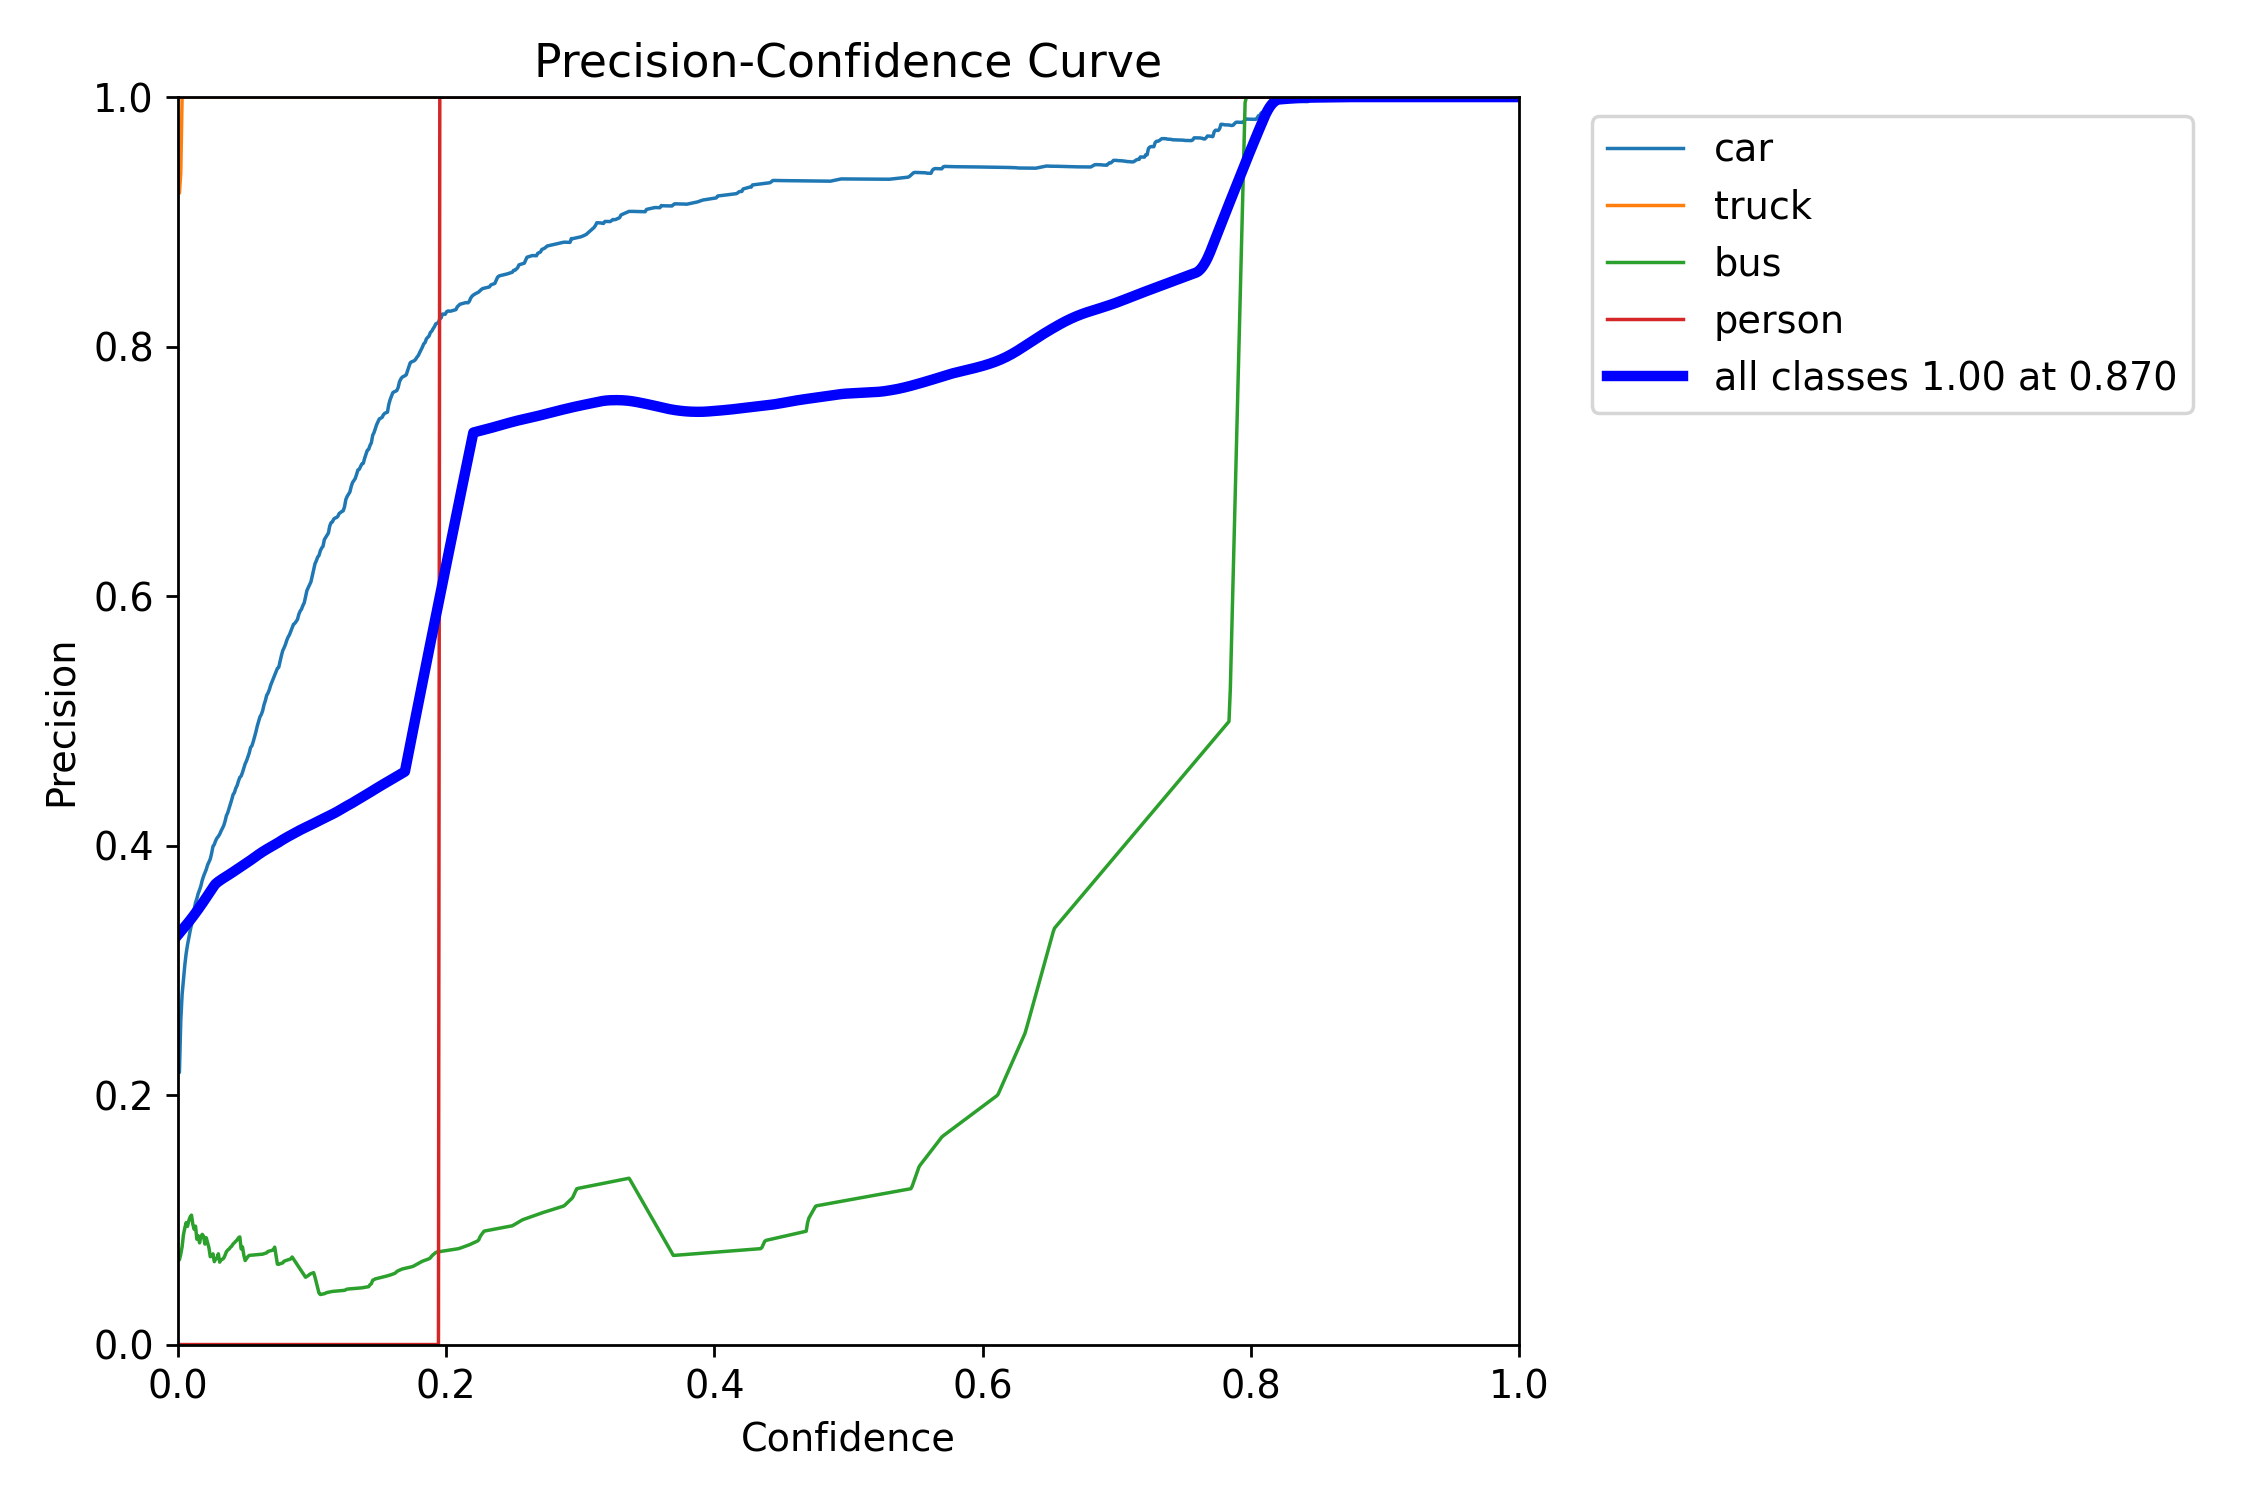 Precision-Confidence Curve
1.0
0.8
0.6
0.4
0.2
0.0
Precision
0.0 0.2 0.4 0.6 0.8 1.0
Confidence
car
truck
bus
person
all classes 1.00 at 0.870